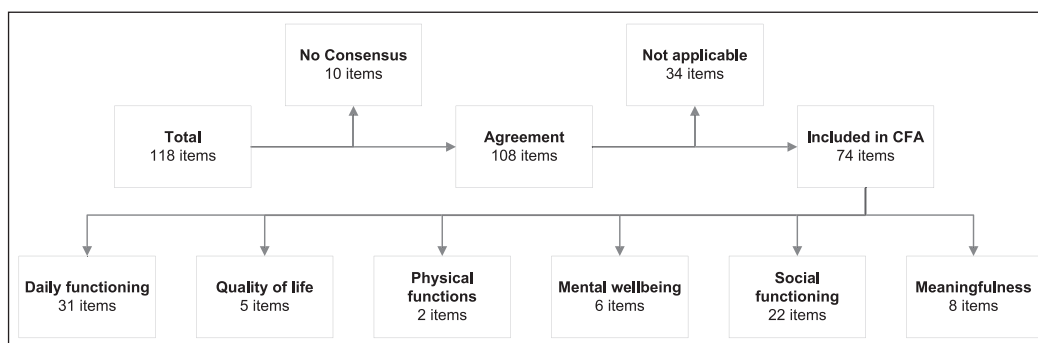 No Consensus
10 items
Not applicable
34 items
Total
118 items
Agreement
108 items
Included in CFA
74 items
Daily functioning
31 items
Quality of life
5 items
Physical
functions
2 items
Mental wellbeing
6 items
Social
functioning
22 items
Meaningfulness
8 items